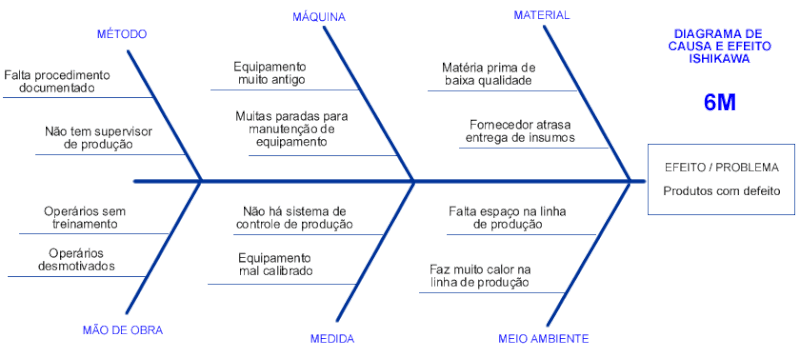 MÉTODO
MÁQUINA
MATERIAL
DIAGRAMA DE
CAUSA E EFEITO
ISHIKAWA
6M
Falta procedimento
documentado
Não tem supervisor
de produção
Equipamento
muito antigo
Muitas paradas para
manutenção de
equipamento
Matéria prima de
baixa qualidade
Fornecedor atrasa
entrega de insumos
EFEITO / PROBLEMA
Produtos com defeito
Operários sem
treinamento
Operários
desmotivados
Não há sistema de
controle de produção
Equipamento
mal calibrado
Falta espaço na linha
de produção
Faz muito calor na
linha de produção
MÃO DE OBRA
MEDIDA
MEIO AMBIENTE